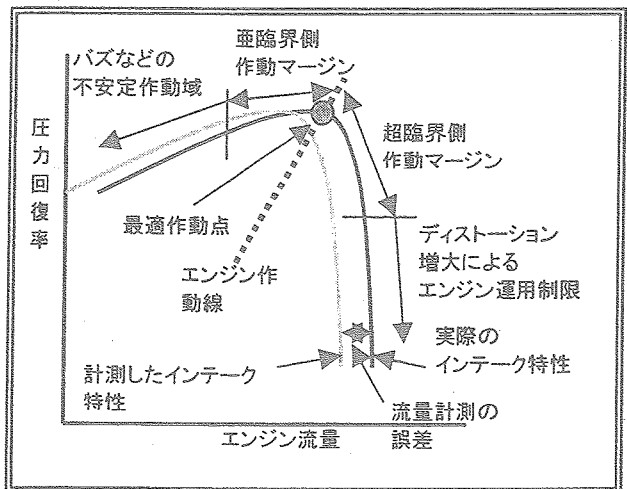 バズなどの
不安定作動域
亜臨界側
作動マージン
超臨界側
作動マージン
圧力回復率
最適作動点
ディストーション
増大による
エンジン運用制限
エンジン作
動線
実際の
インテーク特性
計測したインテーク
特性
流量計測の
誤差
エンジン流量